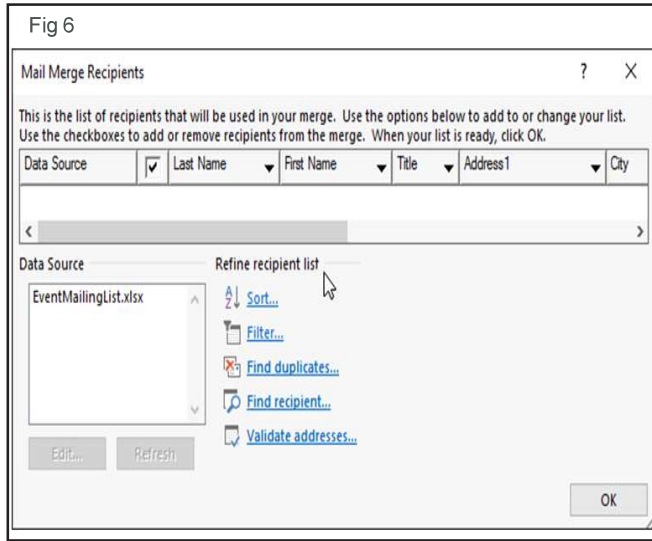 Fig 6
Mail Merge Recipients ? X
This is the list of recipients that will be used in your merge. Use the options below to add to or change your list.
Use the checkboxes to add or remove recipients from the merge. When your list is ready, click OK.
Data Source Last Name First Name Title Address1 City
Data Source Refine recipient list
EventMailingList.xlsx
Sort...
Filter...
Find duplicates...
Find recipient...
Validate addresses...
Edit... Refresh
OK